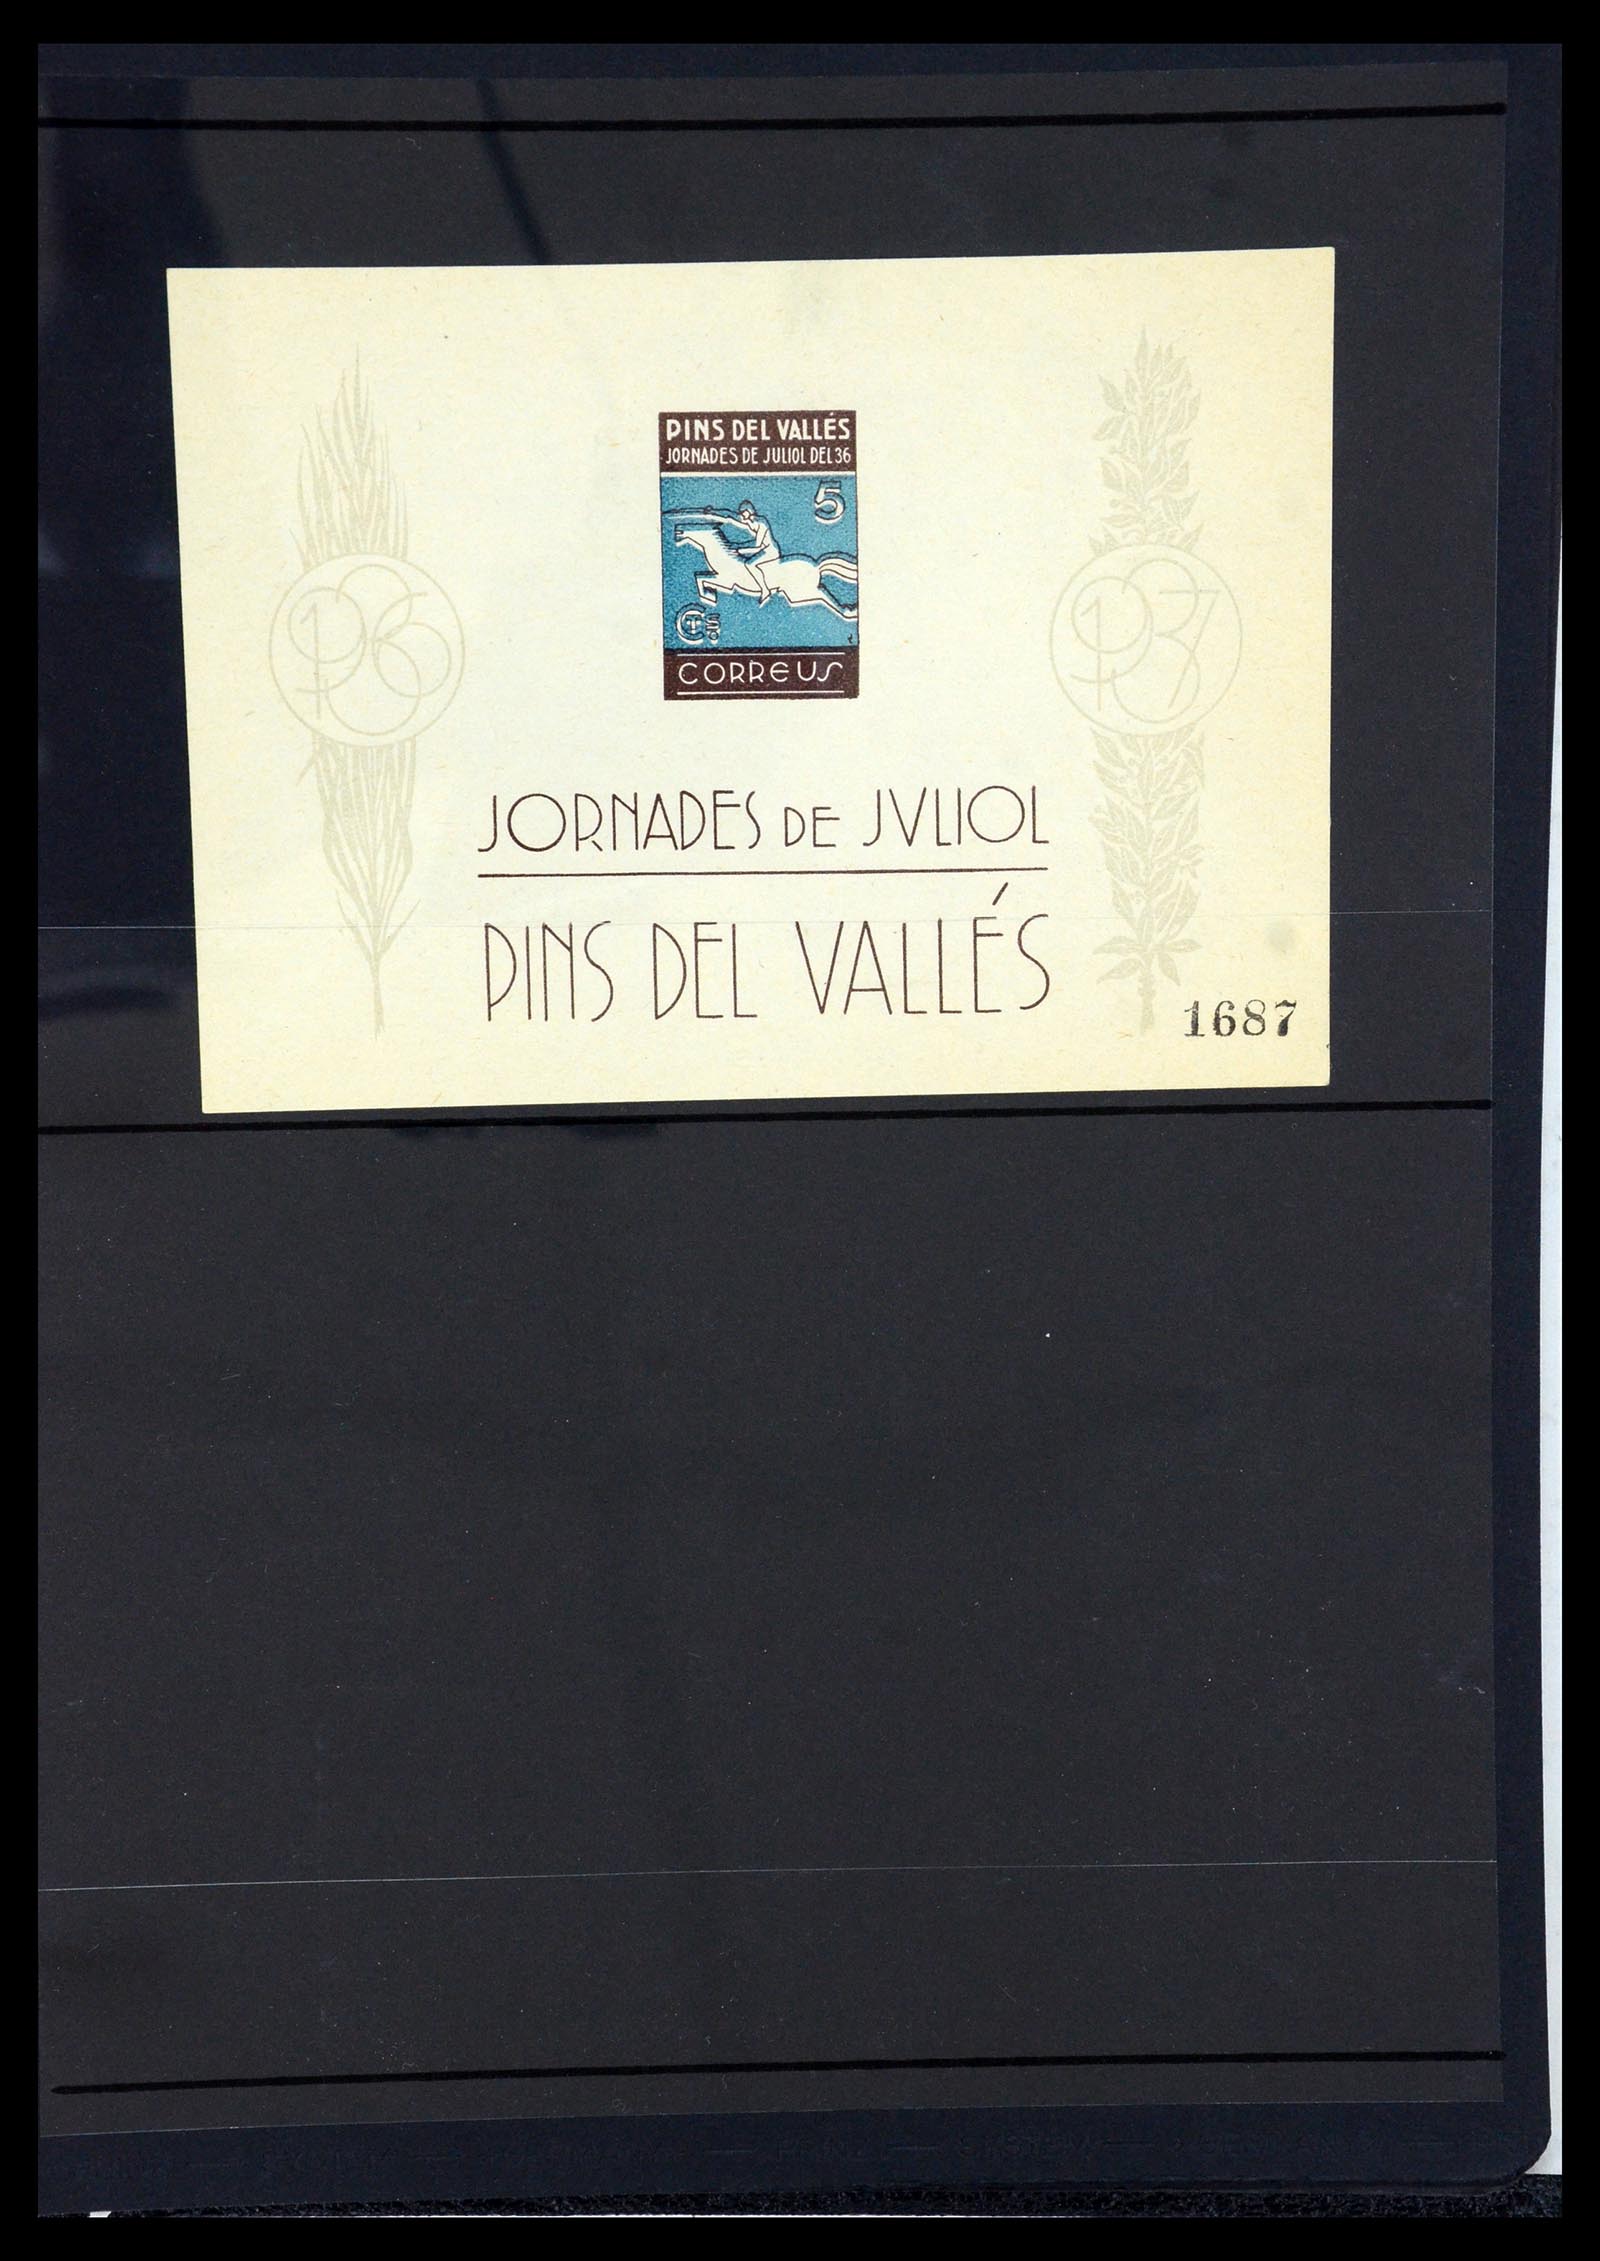 PINS DEL VALLÉS
JORNADES DE JULIOL DEL 36
5
CTS.
CORREUS
1936
1937
JORNADES DE JVLIOL
PINS DEL VALLÉS
1687